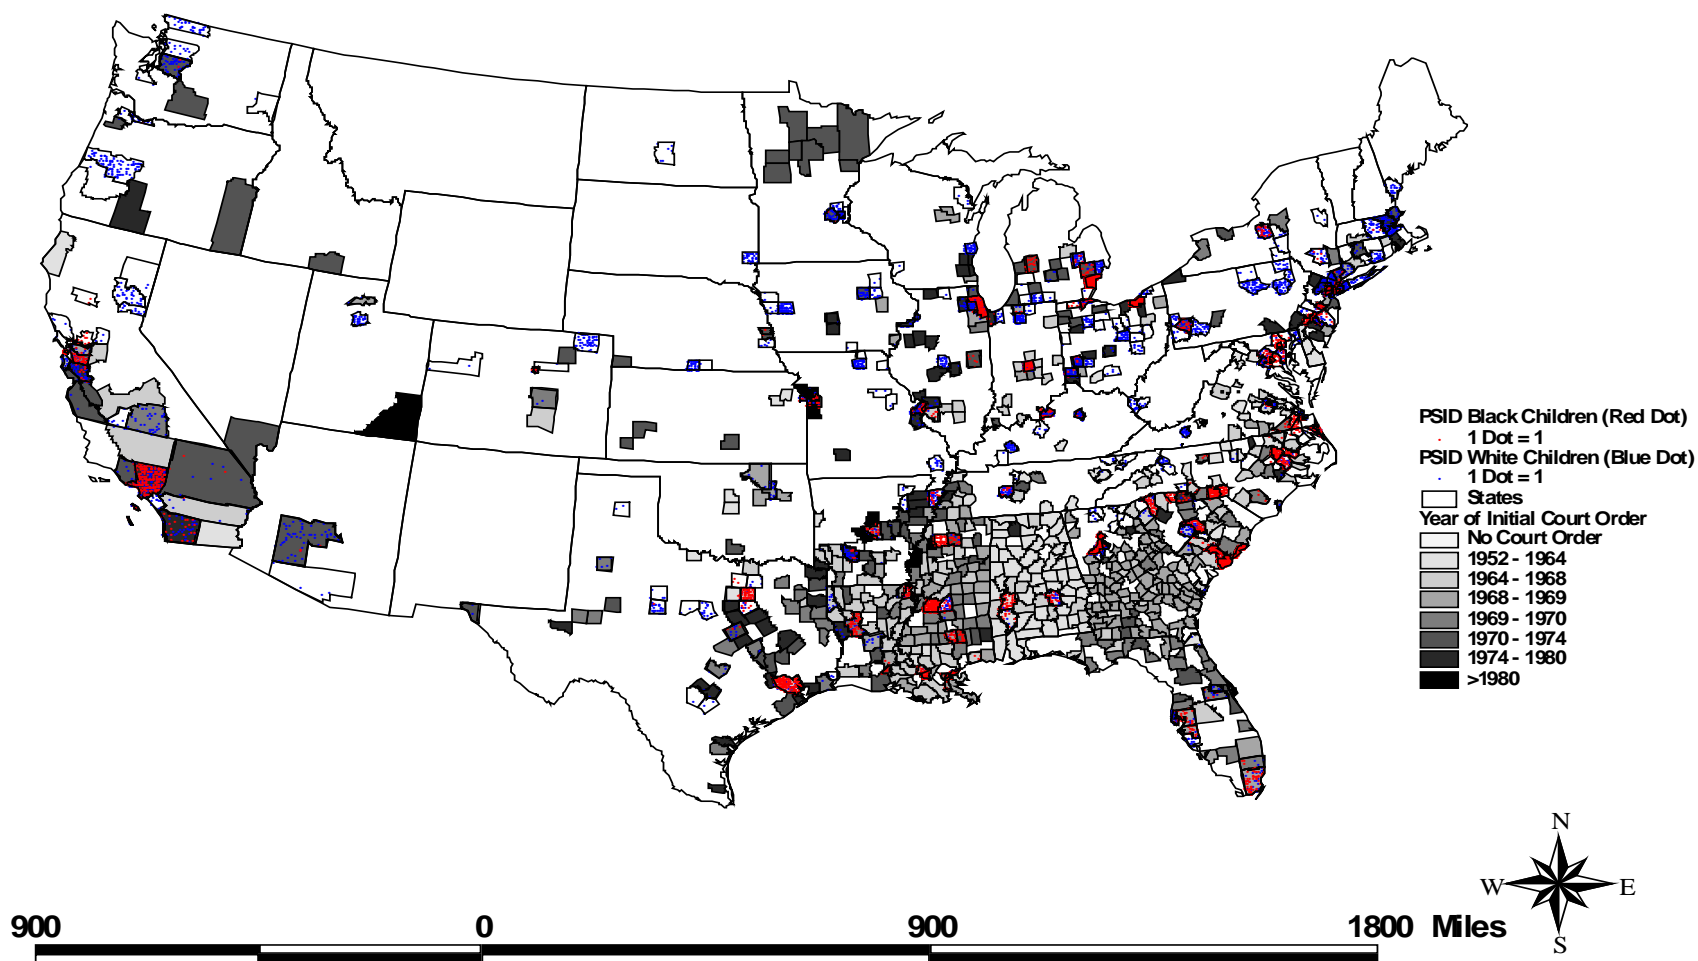 PSID Black Children (Red Dot)
1 Dot = 1
PSID White Children (Blue Dot)
1 Dot = 1
States
Year of Initial Court Order
No Court Order
1952 - 1964
1964 - 1968
1968 - 1969
1969 - 1970
1970 - 1974
1974 - 1980
>1980
N
W E
S
900 0 900 1800 Miles